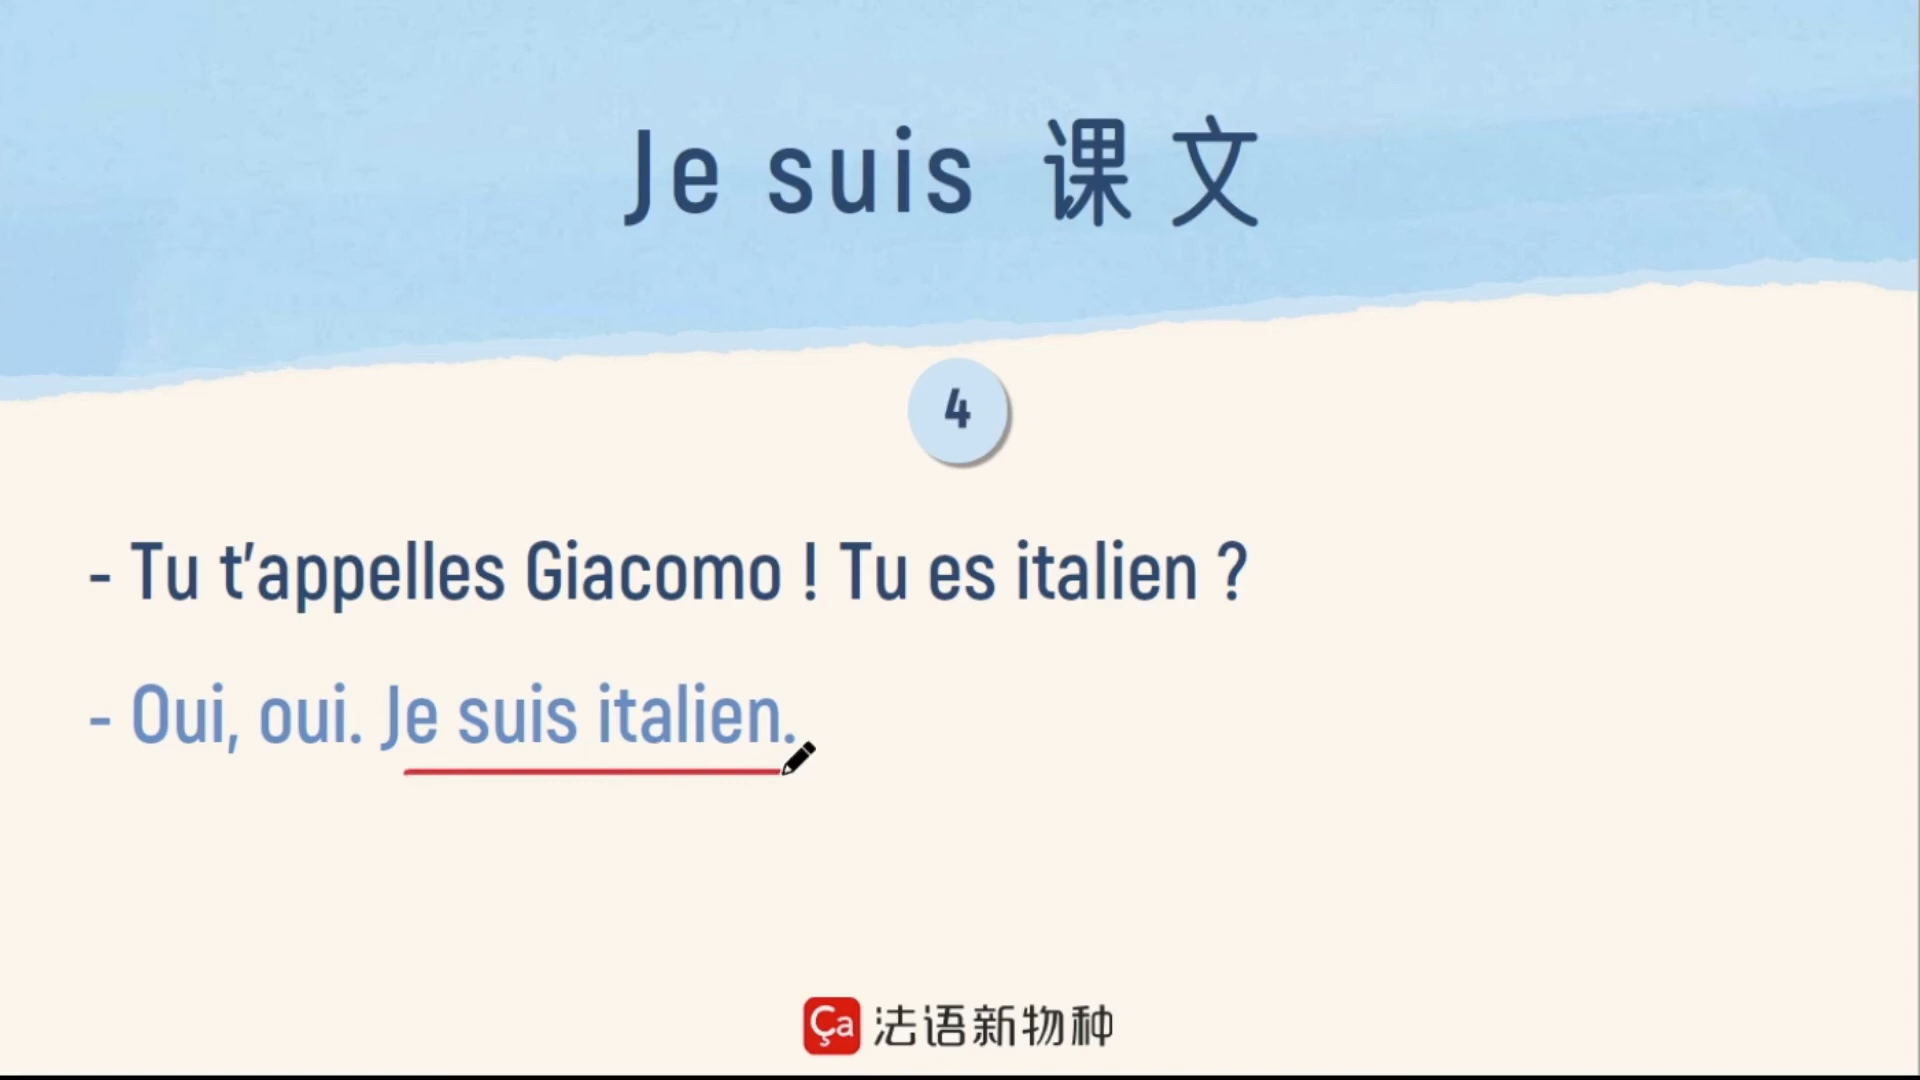 Je suis 课文
4
- Tu t’appelles Giacomo ! Tu es italien ?
- Oui, oui. Je suis italien.
Ça 法语新物种